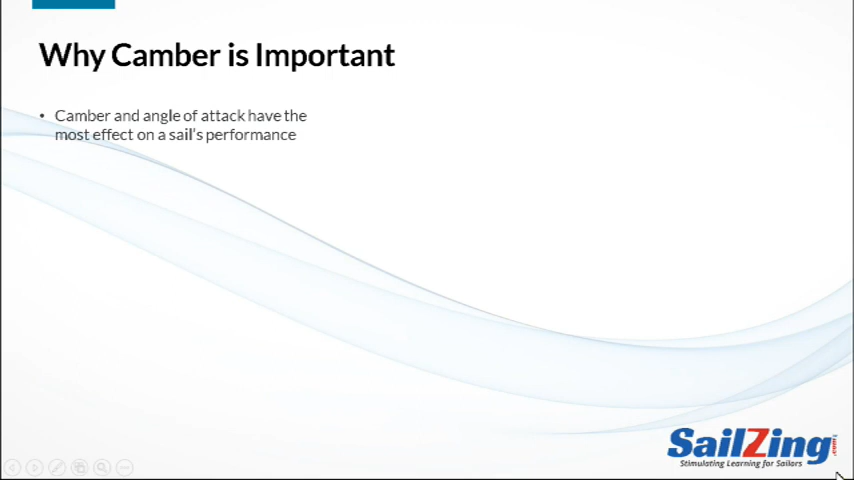 Why Camber is Important
• Camber and angle of attack have the
most effect on a sail's performance
SailZing.com
Stimulating Learning for Sailors